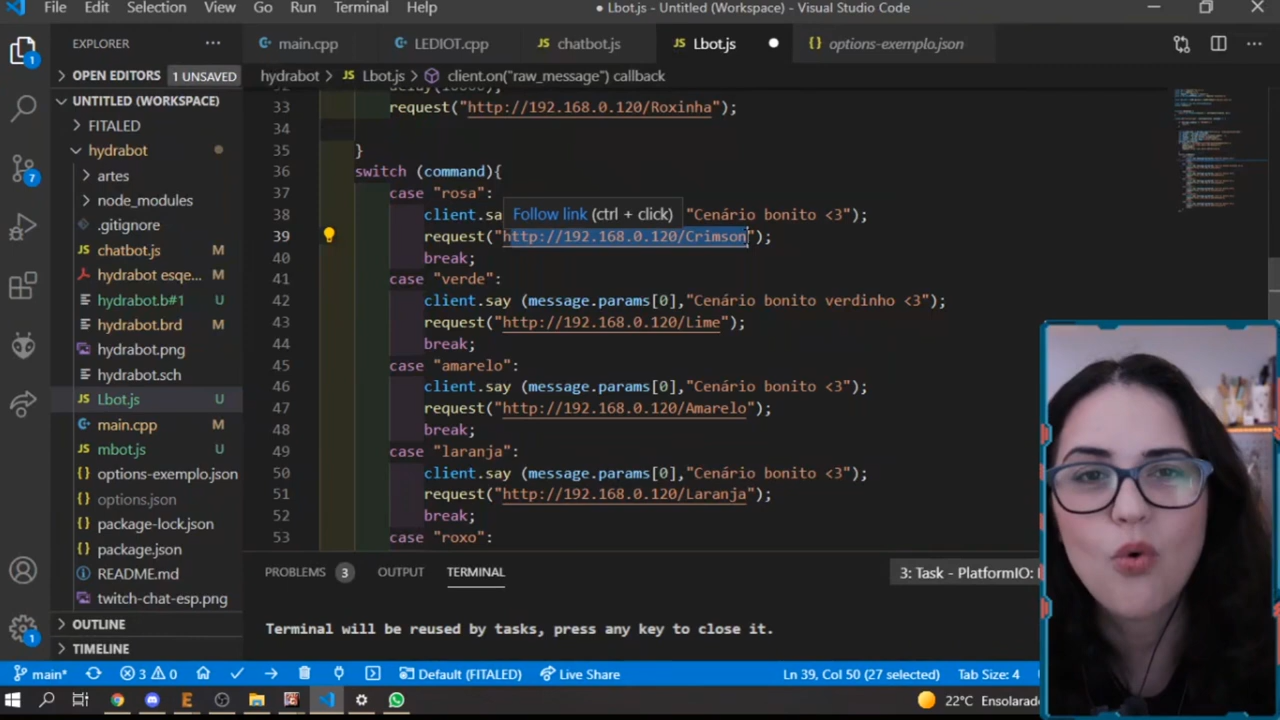 File Edit Selection View Go Run Terminal Help
● Lbot.js - Untitled (Workspace) - Visual Studio Code
EXPLORER
main.cpp LEDIOT.cpp JS chatbot.js JS Lbot.js options-exemplo.json
OPEN EDITORS 1 UNSAVED
hydrabot > JS Lbot.js > client.on("raw_message") callback
UNTITLED (WORKSPACE)
FITALED
hydrabot
artes
node_modules
.gitignore
JS chatbot.js M
hydrabot esqe... M
hydrabot.b#1 U
hydrabot.brd M
hydrabot.png
hydrabot.sch
JS Lbot.js U
main.cpp M
JS mbot.js U
options-exemplo.json
options.json
package-lock.json
package.json
README.md
twitch-chat-esp.png
OUTLINE
TIMELINE
33 request("http://192.168.0.120/Roxinha");
34
35 }
36 switch (command){
37 case "rosa":
38 client.sa "Cenário bonito <3");
Follow link (ctrl + click)
39 request("http://192.168.0.120/Crimson");
40 break;
41 case "verde":
42 client.say (message.params[0],"Cenário bonito verdinho <3");
43 request("http://192.168.0.120/Lime");
44 break;
45 case "amarelo":
46 client.say (message.params[0],"Cenário bonito <3");
47 request("http://192.168.0.120/Amarelo");
48 break;
49 case "laranja":
50 client.say (message.params[0],"Cenário bonito <3");
51 request("http://192.168.0.120/Laranja");
52 break;
53 case "roxo":
PROBLEMS 3 OUTPUT TERMINAL 3: Task - PlatformIO:
Terminal will be reused by tasks, press any key to close it.
main* 3 0 Default (FITALED) Live Share Ln 39, Col 50 (27 selected) Tab Size: 4
22°C Ensolarado